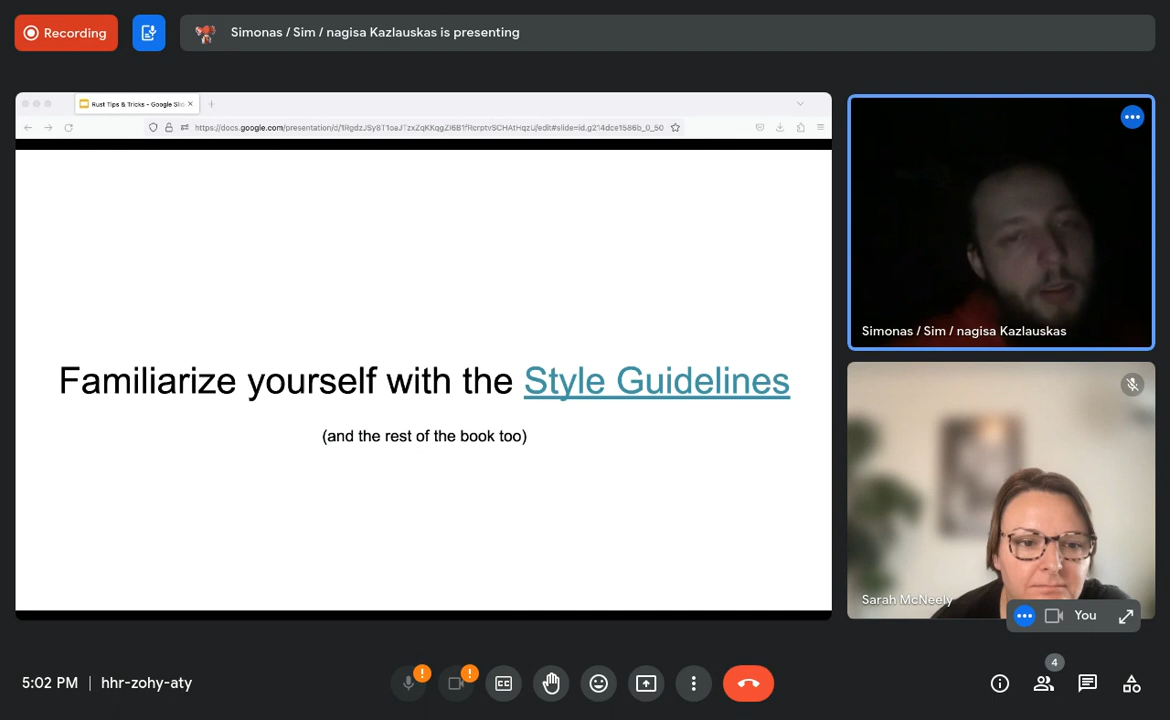 Recording
Simonas / Sim / nagisa Kazlauskas is presenting
Rust Tips & Tricks - Google Sli
Familiarize yourself with the Style Guidelines
(and the rest of the book too)
Simonas / Sim / nagisa Kazlauskas
Sarah McNeely
You
5:02 PM | hhr-zohy-aty
CC
4